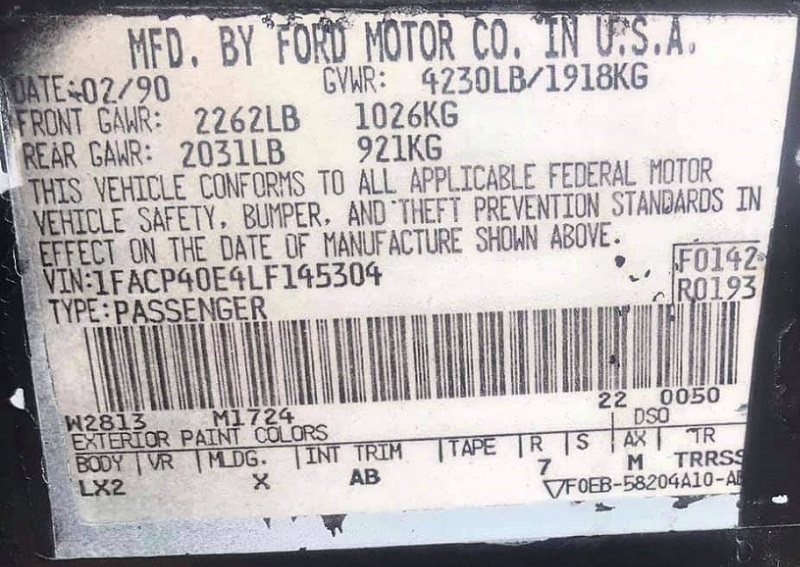 MFD. BY FORD MOTOR CO. IN U.S.A.
DATE:02/90 GVWR: 4230LB/1918KG
FRONT GAWR: 2262LB 1026KG
REAR GAWR: 2031LB 921KG
THIS VEHICLE CONFORMS TO ALL APPLICABLE FEDERAL MOTOR
VEHICLE SAFETY, BUMPER, AND THEFT PREVENTION STANDARDS IN
EFFECT ON THE DATE OF MANUFACTURE SHOWN ABOVE.
VIN:1FACP40E4LF145304 F0142
TYPE:PASSENGER R0193
W2813 M1724 22 0050
EXTERIOR PAINT COLORS DSO
BODY VR MLDG. INT TRIM TAPE R S AX TR
LX2 X AB 7 M TRRSS
F0EB-58204A10-A